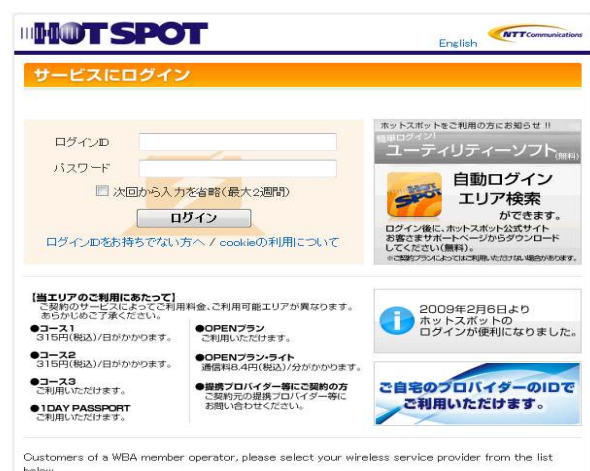 HOTSPOT
English
NTT Communications
サービスにログイン
ログインID
パスワード
次回から入力を省略(最大2週間)
ログイン
ログインIDをお持ちでない方へ / cookieの利用について
ホットスポットをご利用の方にお知らせ !!
簡単ログイン!
ユーティリティーソフト(無料)
HOT SPOT
自動ログイン
エリア検索
ができます。
ログイン後に、ホットスポット公式サイト
お客さまサポートページからダウンロード
してください(無料)。
※ご契約プランによってはご利用いただけない場合があります。
【当エリアのご利用にあたって】
ご契約のサービスによってご利用料金、ご利用可能エリアが異なります。
あらかじめご了承ください。
●コース1
315円(税込)/日がかかります。
●コース2
315円(税込)/日がかかります。
●コース3
ご利用いただけます。
●1DAY PASSPORT
ご利用いただけます。
●OPENプラン
ご利用いただけます。
●OPENプラン・ライト
通信料8.4円(税込)/分がかかります。
●提携プロバイダー等にご契約の方
ご契約元の提携プロバイダー等に
お問い合わせください。
2009年2月6日より
ホットスポットの
ログインが便利になりました。
ご自宅のプロバイダーのIDで
ご利用いただけます。
Customers of a WBA member operator, please select your wireless service provider from the list
below